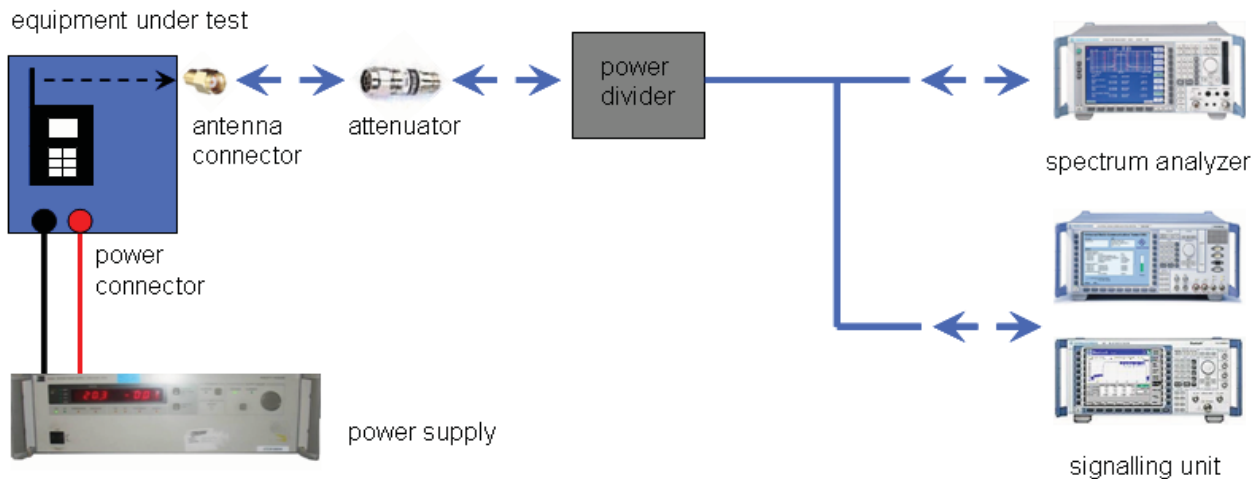 equipment under test
power
divider
antenna
connector
attenuator
spectrum analyzer
power
connector
power supply
signalling unit